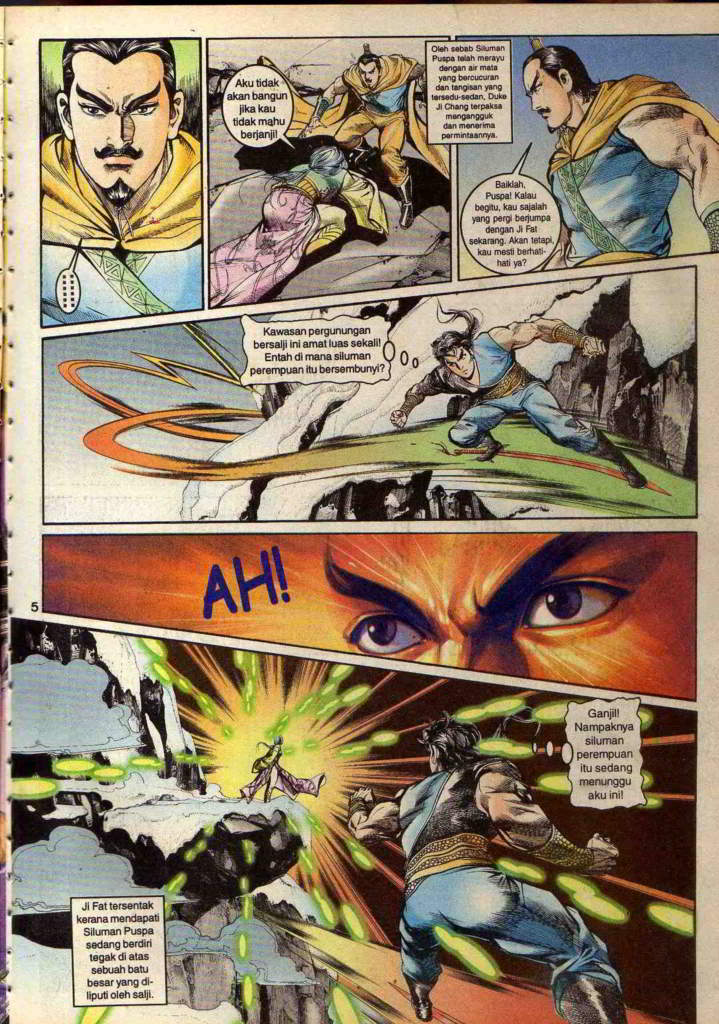 Aku tidak
akan bangun
jika kau
tidak mahu
berjanji!
Oleh sebab Siluman
Puspa telah merayu
dengan air mata
yang bercucuran
dan tangisan yang
tersedu-sedan, Duke
Ji Chang terpaksa
mengangguk
dan menerima
permintaannya.
Baiklah,
Puspa! Kalau
begitu, kau sajalah
yang pergi berjumpa
dengan Ji Fat
sekarang. Akan tetapi,
kau mesti berhati-
hati ya?
Kawasan pergunungan
bersalji ini amat luas sekali!
Entah di mana siluman
perempuan itu bersembunyi?
AH!
5
Ganjil!
Nampaknya
siluman
perempuan
itu sedang
menunggu
aku ini!
Ji Fat tersentak
kerana mendapati
Siluman Puspa
sedang berdiri
tegak di atas
sebuah batu
besar yang di-
liputi oleh salji.